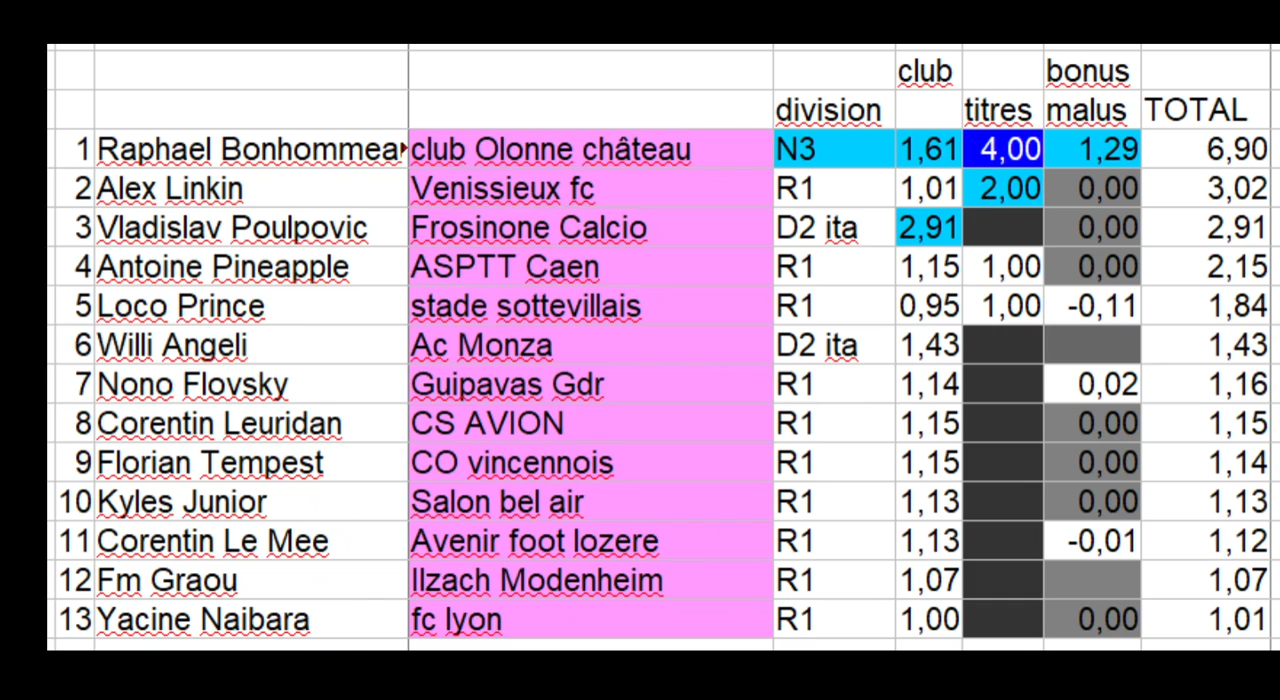 club bonus
division titres malus TOTAL
1 Raphael Bonhommea club Olonne château N3 1,61 4,00 1,29 6,90
2 Alex Linkin Venissieux fc R1 1,01 2,00 0,00 3,02
3 Vladislav Poulpovic Frosinone Calcio D2 ita 2,91 0,00 2,91
4 Antoine Pineapple ASPTT Caen R1 1,15 1,00 0,00 2,15
5 Loco Prince stade sottevillais R1 0,95 1,00 -0,11 1,84
6 Willi Angeli Ac Monza D2 ita 1,43 1,43
7 Nono Flovsky Guipavas Gdr R1 1,14 0,02 1,16
8 Corentin Leuridan CS AVION R1 1,15 0,00 1,15
9 Florian Tempest CO vincennois R1 1,15 0,00 1,14
10 Kyles Junior Salon bel air R1 1,13 0,00 1,13
11 Corentin Le Mee Avenir foot lozere R1 1,13 -0,01 1,12
12 Fm Graou Ilzach Modenheim R1 1,07 1,07
13 Yacine Naibara fc lyon R1 1,00 0,00 1,01